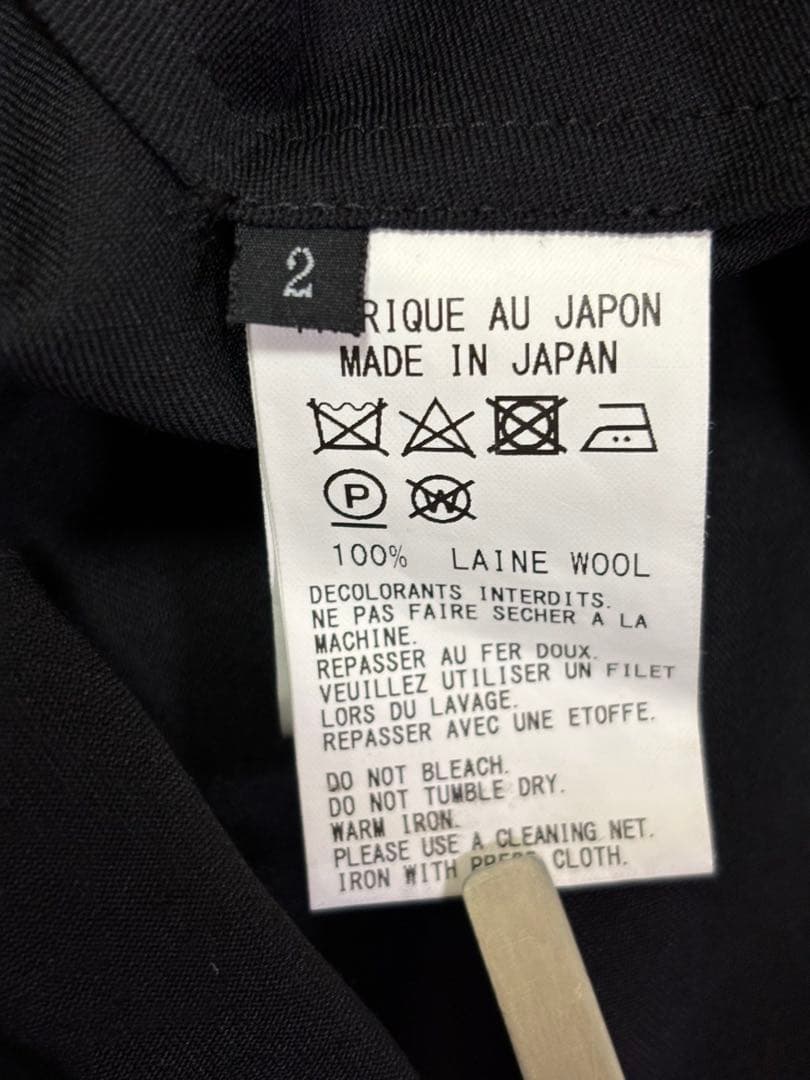 2
RIQUE AU JAPON
MADE IN JAPAN
P W
100% LAINE WOOL
DECOLORANTS INTERDITS.
NE PAS FAIRE SECHER A LA
MACHINE.
REPASSER AU FER DOUX.
VEUILLEZ UTILISER UN FILET
LORS DU LAVAGE.
REPASSER AVEC UNE ETOFFE.
DO NOT BLEACH.
DO NOT TUMBLE DRY.
WARM IRON.
PLEASE USE A CLEANING NET.
IRON WITH PRESS CLOTH.